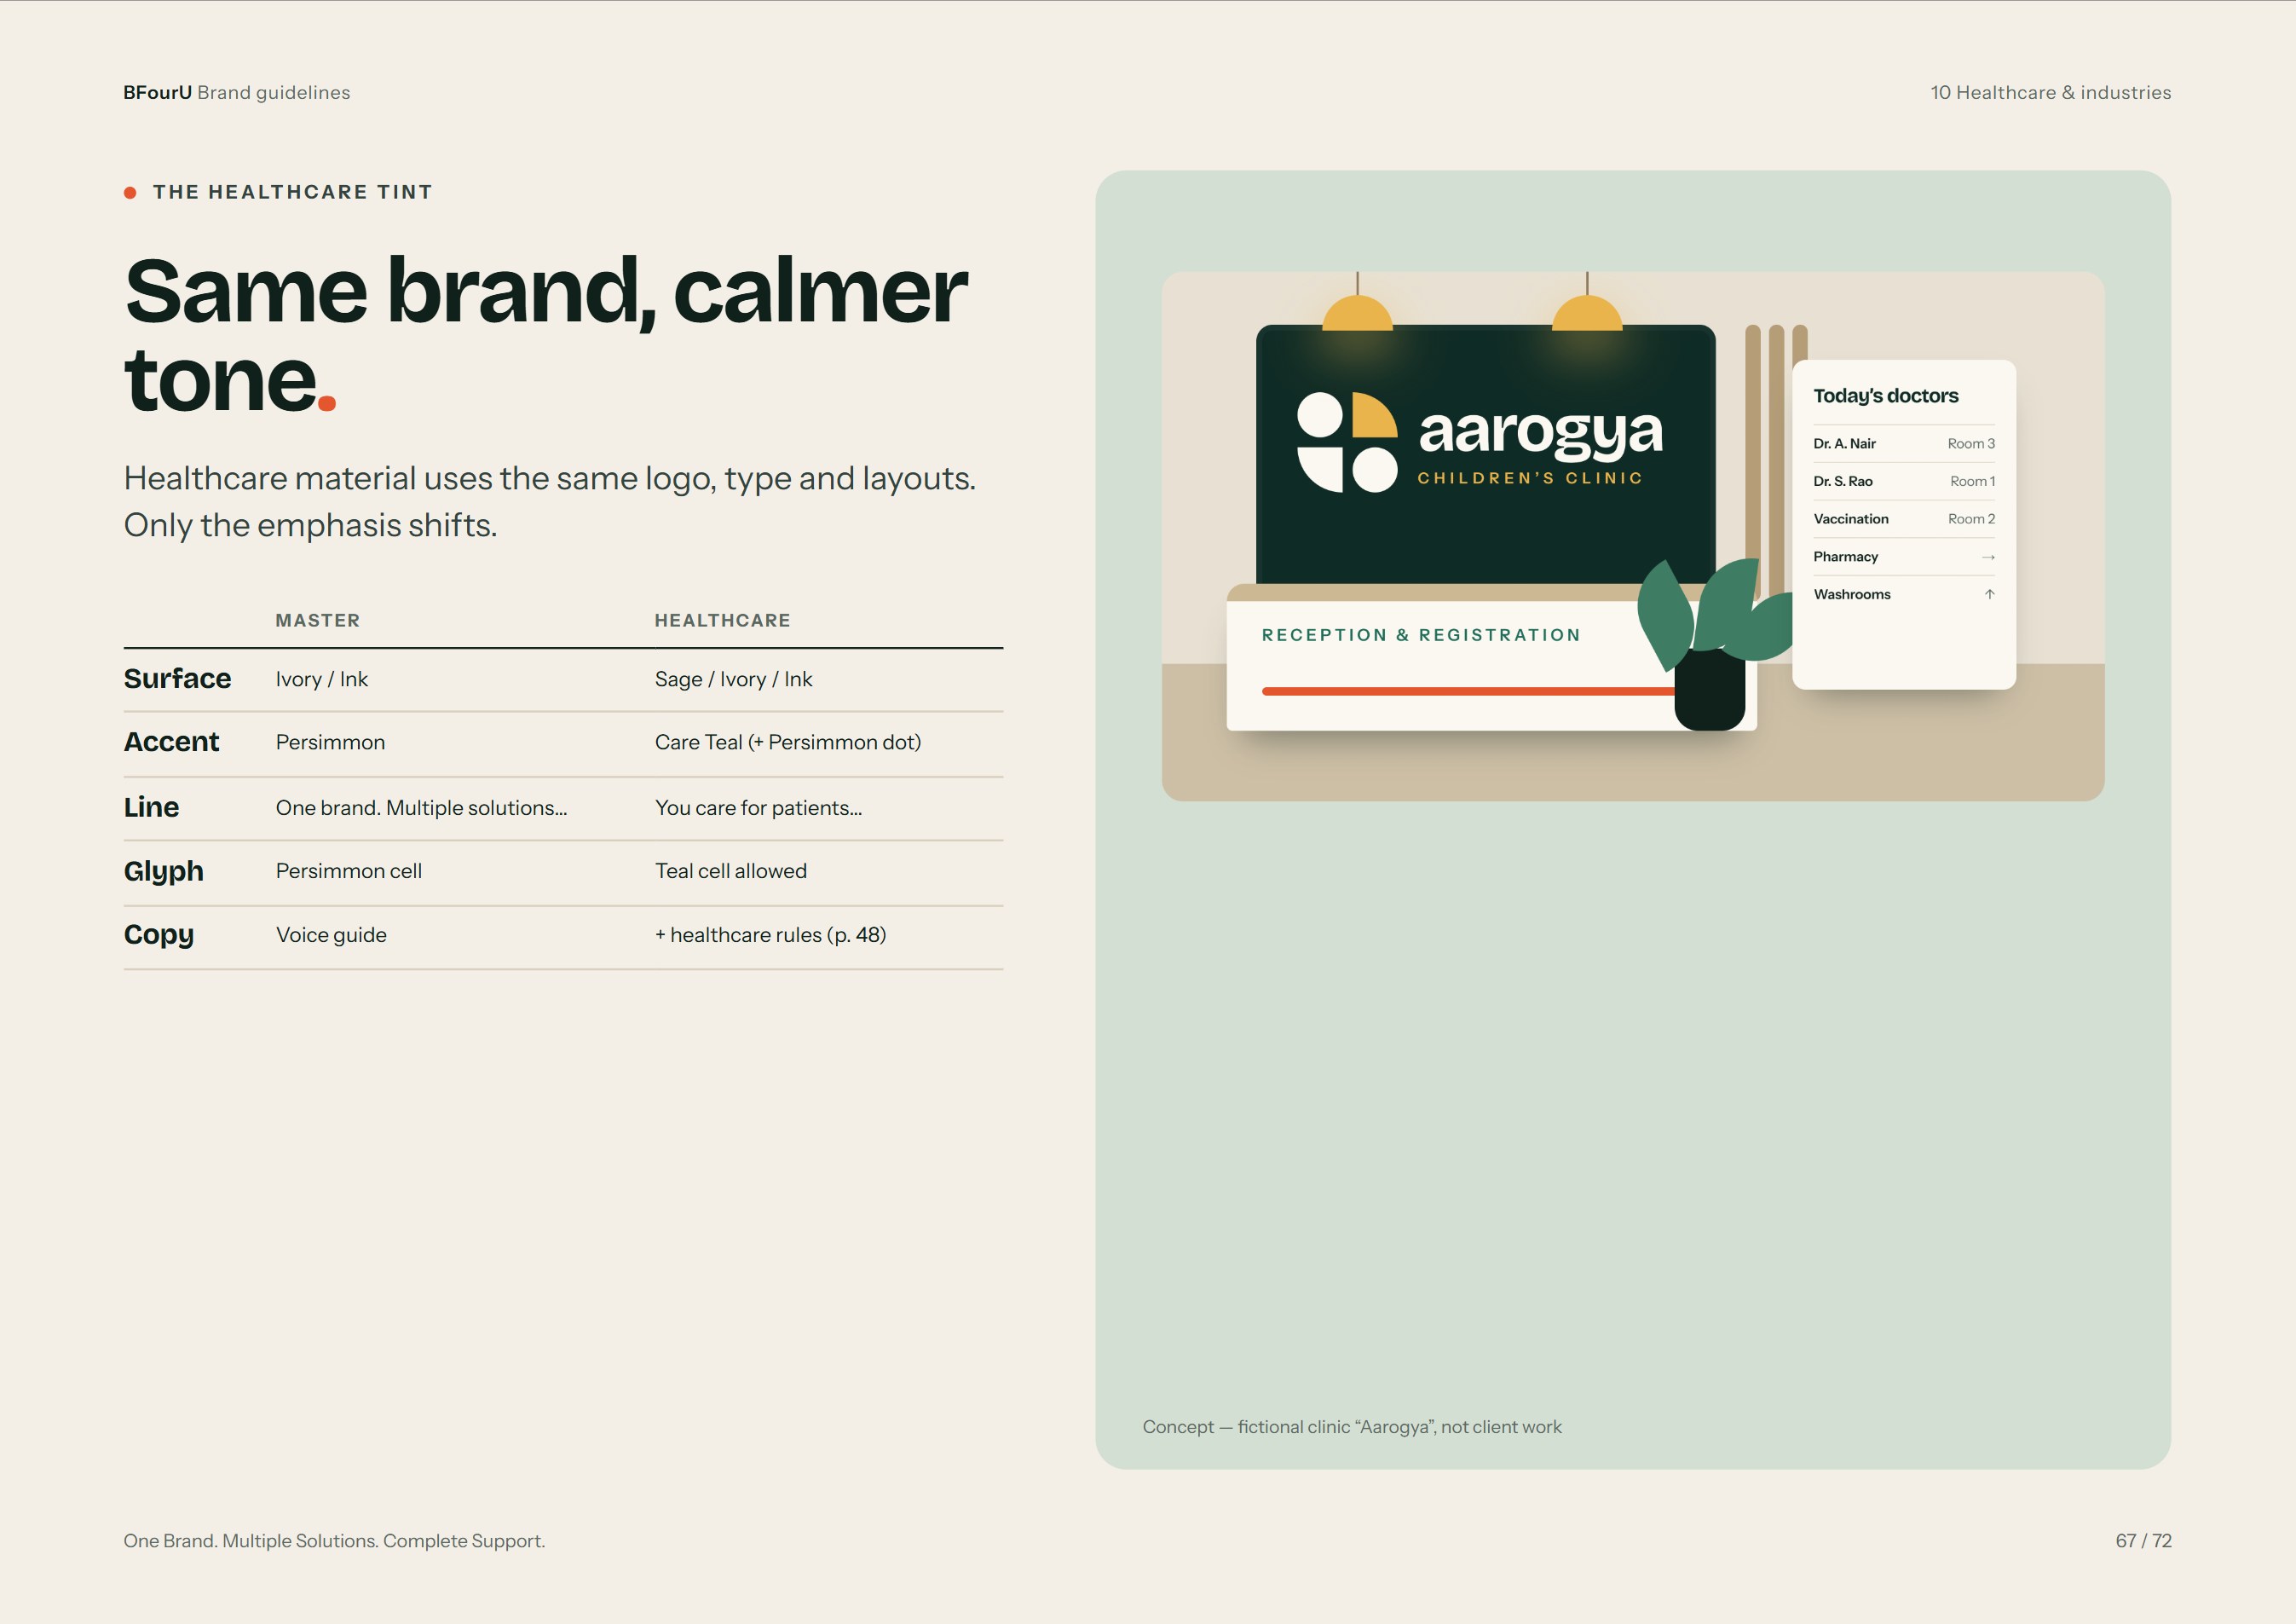 BFourU Brand guidelines
10 Healthcare & industries
THE HEALTHCARE TINT
Same brand, calmer
tone.
Healthcare material uses the same logo, type and layouts.
Only the emphasis shifts.
MASTER HEALTHCARE
Surface Ivory / Ink Sage / Ivory / Ink
Accent Persimmon Care Teal (+ Persimmon dot)
Line One brand. Multiple solutions... You care for patients...
Glyph Persimmon cell Teal cell allowed
Copy Voice guide + healthcare rules (p. 48)
aarogya
CHILDREN’S CLINIC
RECEPTION & REGISTRATION
Today’s doctors
Dr. A. Nair Room 3
Dr. S. Rao Room 1
Vaccination Room 2
Pharmacy →
Washrooms ↑
Concept — fictional clinic “Aarogya”, not client work
One Brand. Multiple Solutions. Complete Support.
67 / 72